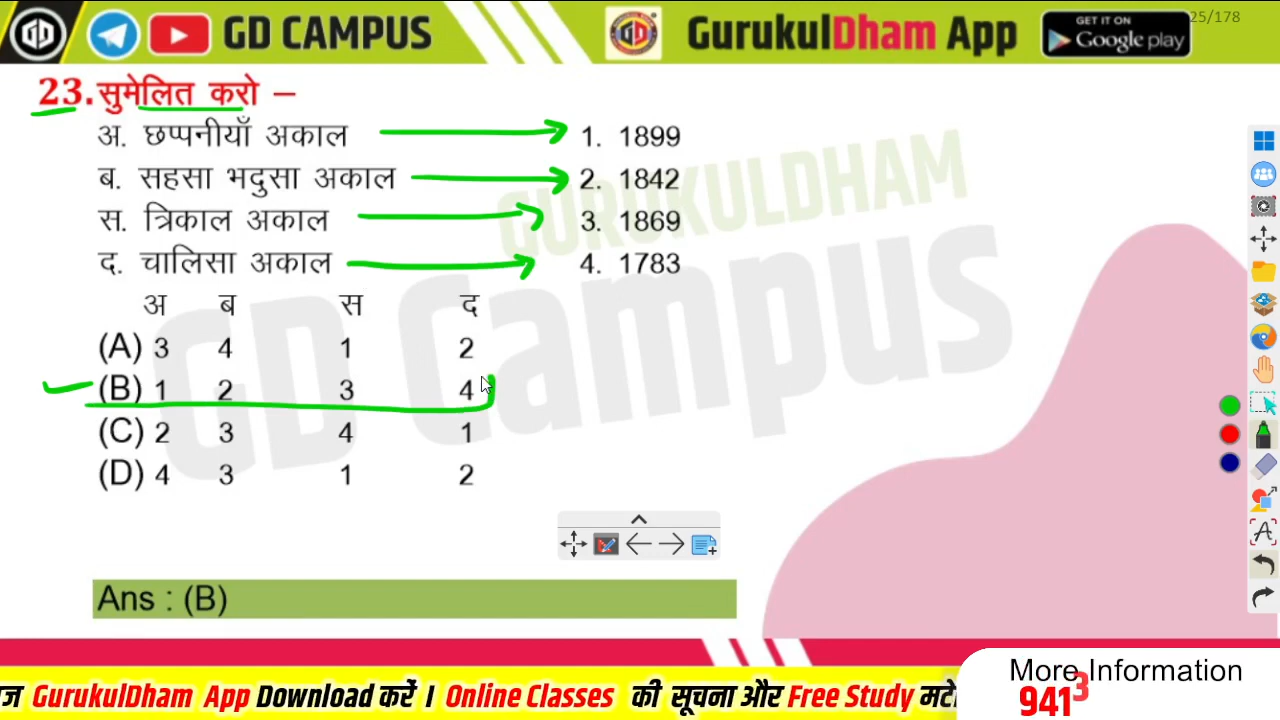 GD CAMPUS GurukulDham App GET IT ON Google play 25/178
23. सुमेलित करो –
अ. छप्पनीयाँ अकाल 1. 1899
ब. सहसा भदुसा अकाल 2. 1842
स. त्रिकाल अकाल 3. 1869
द. चालिसा अकाल 4. 1783
अ ब स द
(A) 3 4 1 2
(B) 1 2 3 4
(C) 2 3 4 1
(D) 4 3 1 2
GURUKULDHAM
GD Campus
Ans : (B)
More Information
GurukulDham App Download करें । Online Classes की सूचना और Free Study 9413